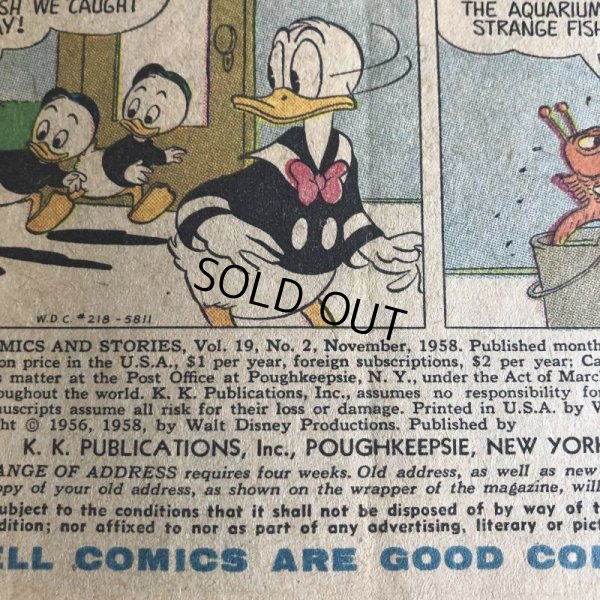 SH WE CAUGHT
AY!
THE AQUARIUM
STRANGE FISH
W.D.C. #218-5811
SOLD OUT
MICS AND STORIES, Vol. 19, No. 2, November, 1958. Published month
on price in the U.S.A., $1 per year, foreign subscriptions, $2 per year; Ca
s matter at the Post Office at Poughkeepsie, N. Y., under the Act of Marc
oughout the world. K. K. Publications, Inc., assumes no responsibility fo
nuscripts assume all risk for their loss or damage. Printed in U.S.A. by W
ght © 1956, 1958, by Walt Disney Productions. Published by
K. K. PUBLICATIONS, Inc., POUGHKEEPSIE, NEW YORK
ANGE OF ADDRESS requires four weeks. Old address, as well as new
opy of your old address, as shown on the wrapper of the magazine, will
subject to the conditions that it shall not be disposed of by way of t
dition; nor affixed to nor as part of any advertising, literary or pict
ELL COMICS ARE GOOD CO